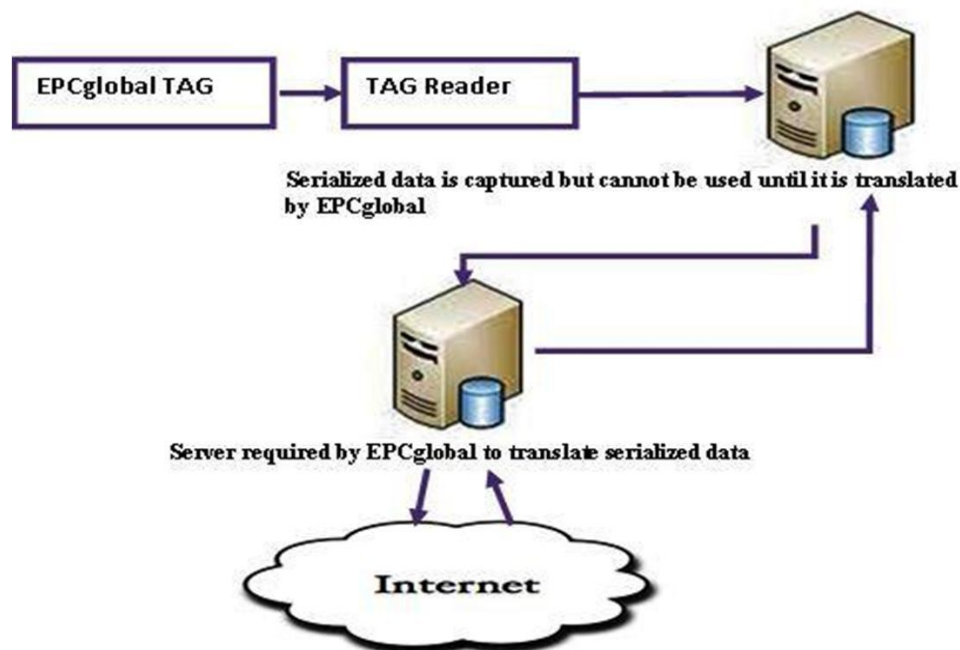 EPCglobal TAG
TAG Reader
Serialized data is captured but cannot be used until it is translated
by EPCglobal
Server required by EPCglobal to translate serialized data
Internet